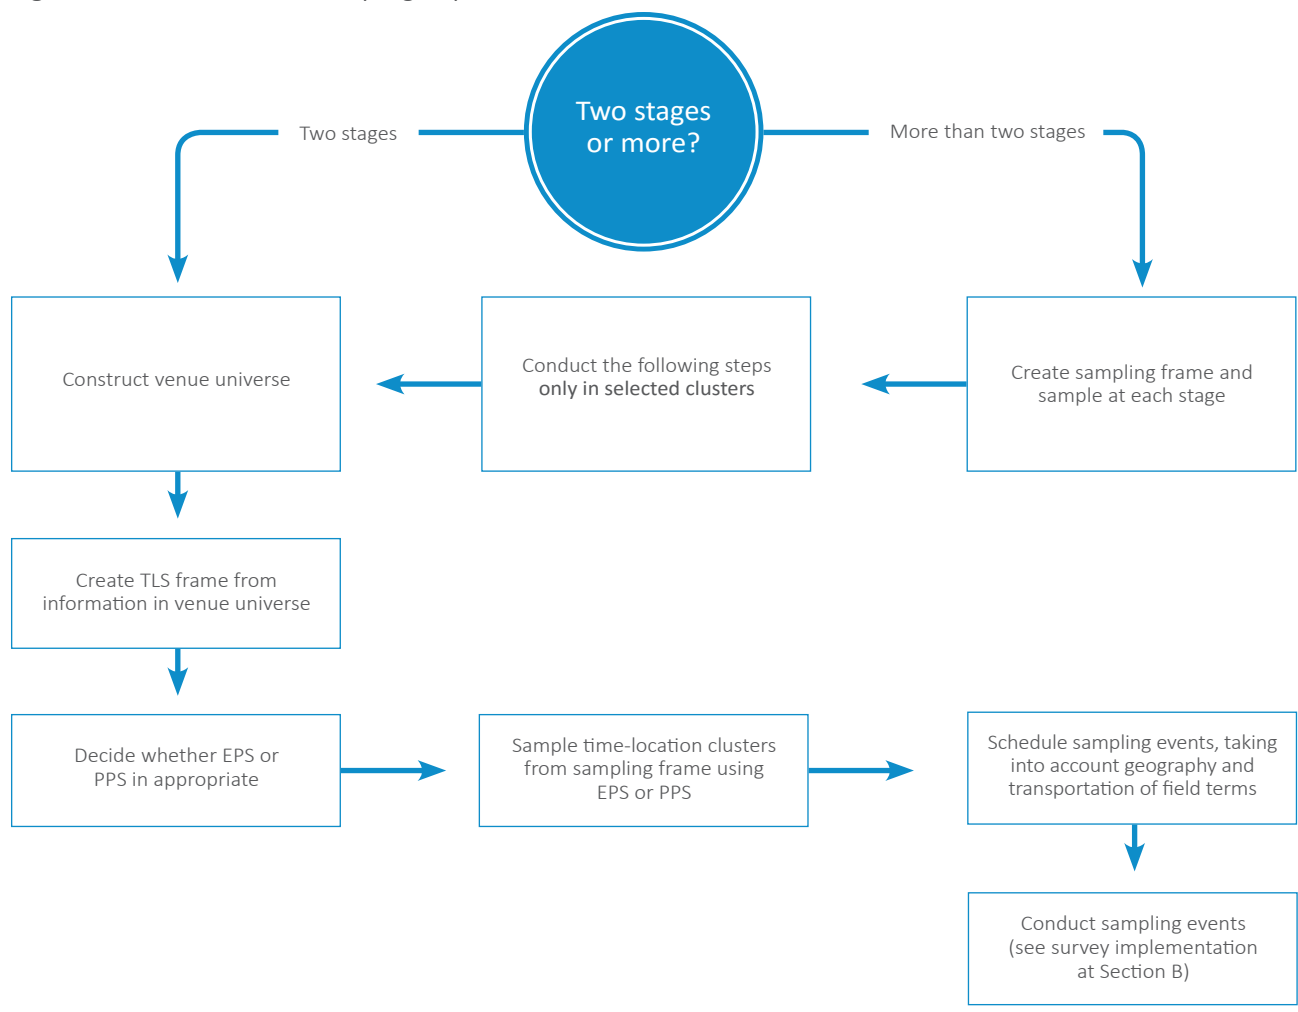 Two stages
or more?
Two stages
More than two stages
Construct venue universe
Conduct the following steps
only in selected clusters
Create sampling frame and
sample at each stage
Create TLS frame from
information in venue universe
Decide whether EPS or
PPS in appropriate
Sample time-location clusters
from sampling frame using
EPS or PPS
Schedule sampling events, taking
into account geography and
transportation of field terms
Conduct sampling events
(see survey implementation
at Section B)